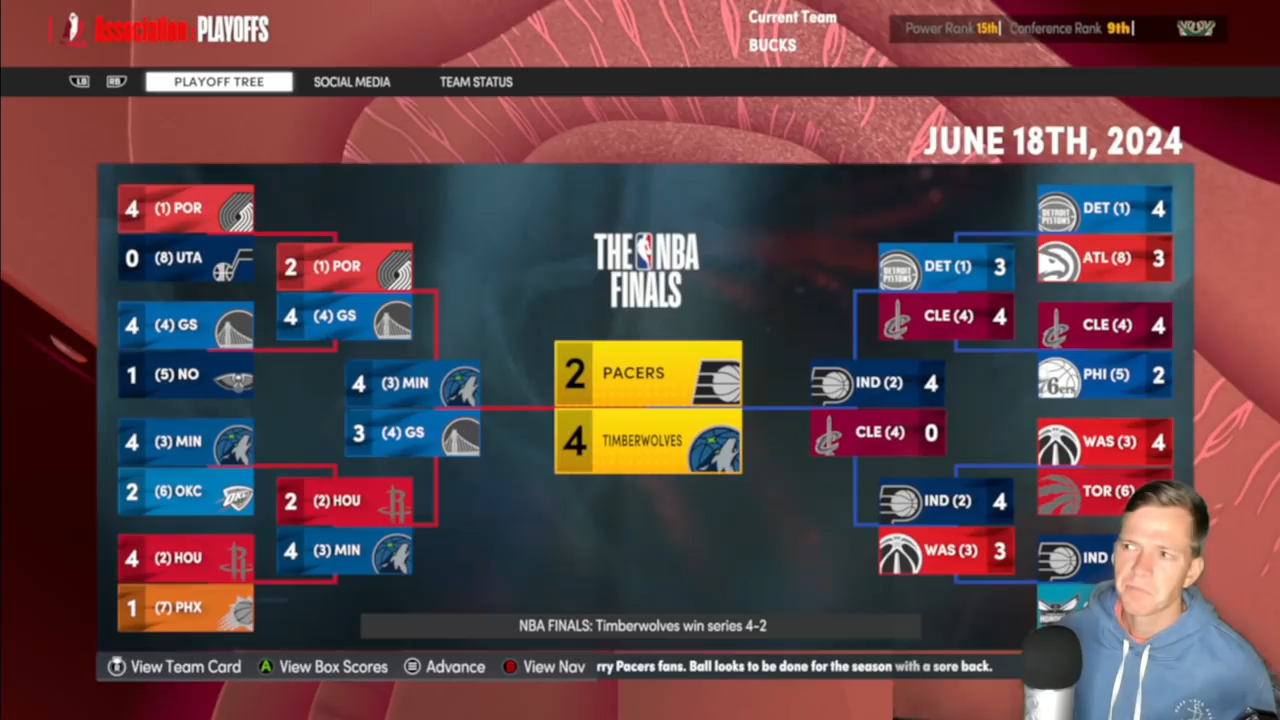 Association: PLAYOFFS
Current Team
BUCKS
Power Rank 15th | Conference Rank 9th |
LB RB PLAYOFF TREE SOCIAL MEDIA TEAM STATUS
JUNE 18TH, 2024
4 (1) POR
0 (8) UTA
4 (4) GS
1 (5) NO
4 (3) MIN
2 (6) OKC
4 (2) HOU
1 (7) PHX
2 (1) POR
4 (4) GS
2 (2) HOU
4 (3) MIN
4 (3) MIN
3 (4) GS
THE NBA
FINALS
2 PACERS
4 TIMBERWOLVES
IND (2) 4
CLE (4) 0
DET (1) 3
CLE (4) 4
IND (2) 4
WAS (3) 3
DETROIT PISTONS DET (1) 4
ATL (8) 3
CLE (4) 4
76ers PHI (5) 2
WAS (3) 4
TOR (6)
IND
NBA FINALS: Timberwolves win series 4-2
R View Team Card A View Box Scores Advance View Nav
rry Pacers fans. Ball looks to be done for the season with a sore back.